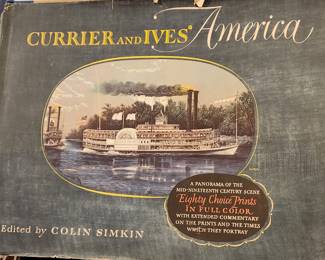 CURRIER AND IVES' America
A PANORAMA OF THE
MID-NINETEENTH CENTURY SCENE
Eighty Choice Prints
IN FULL COLOR,
WITH EXTENDED COMMENTARY
ON THE PRINTS AND THE TIMES
WHICH THEY PORTRAY
Edited by COLIN SIMKIN